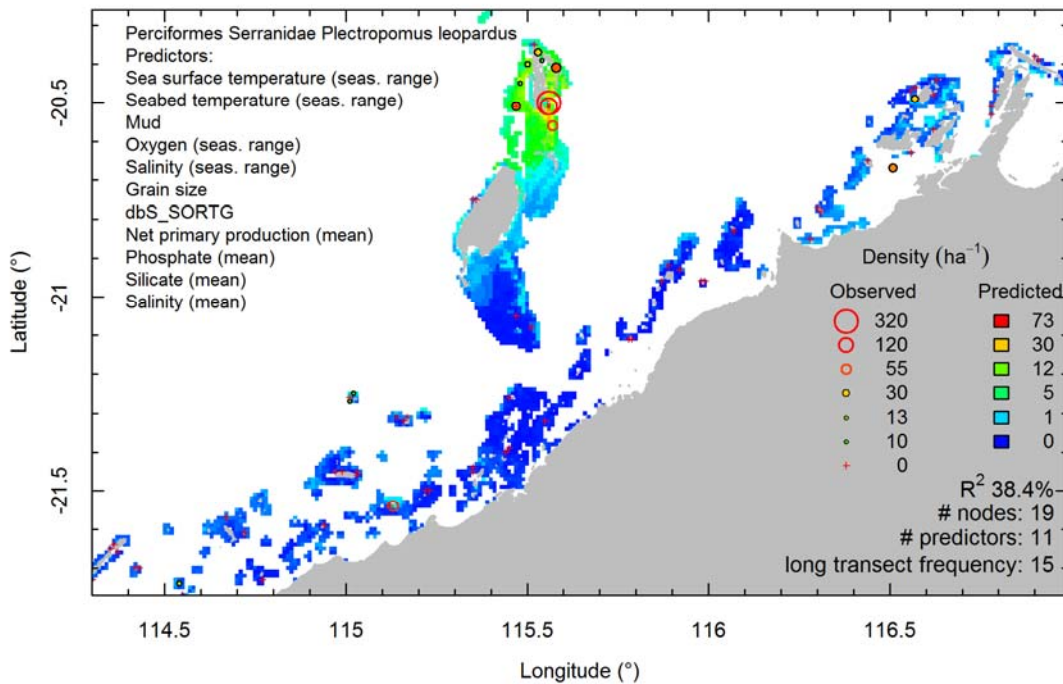 Perciformes Serranidae Plectropomus leopardus
Predictors:
Sea surface temperature (seas. range)
Seabed temperature (seas. range)
Mud
Oxygen (seas. range)
Salinity (seas. range)
Grain size
dbS_SORTG
Net primary production (mean)
Phosphate (mean)
Silicate (mean)
Salinity (mean)
-20.5
-21
-21.5
Latitude (°)
Density (ha⁻¹)
Observed Predicted
320 73
120 30
55 12
30 5
13 1
10 0
0
R² 38.4%
# nodes: 19
# predictors: 11
long transect frequency: 15
114.5 115 115.5 116 116.5
Longitude (°)